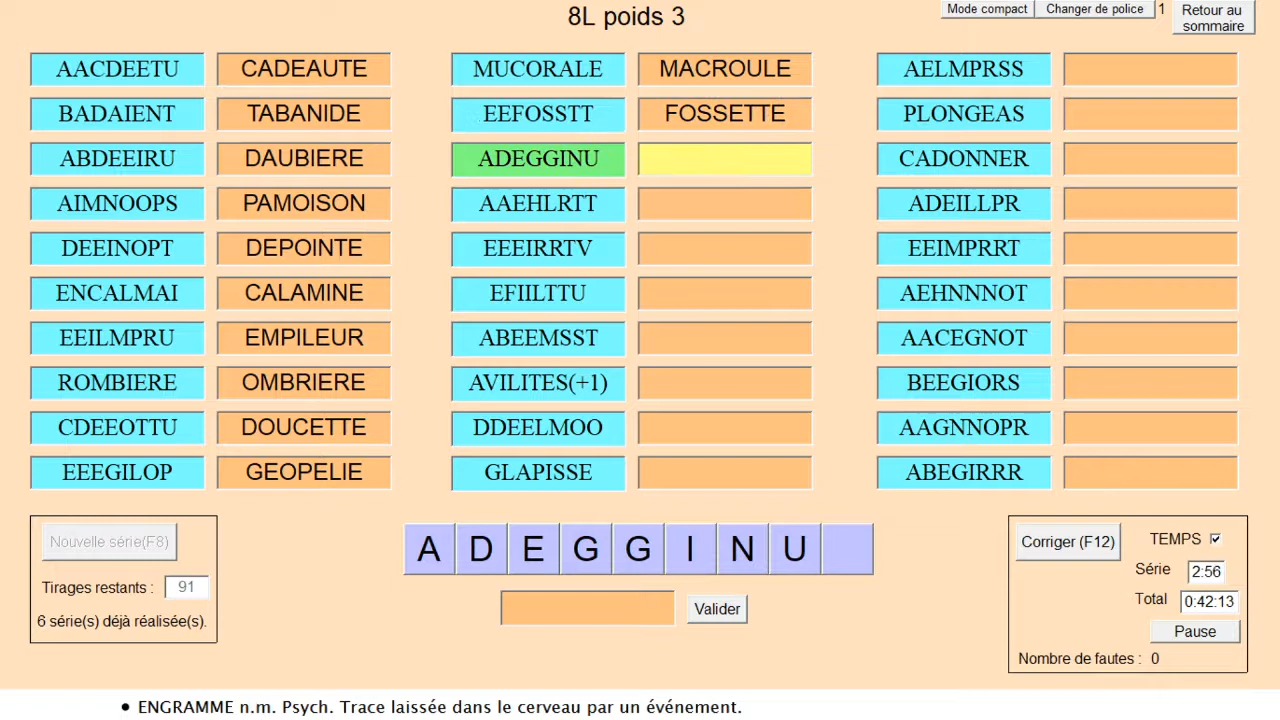 8L poids 3
Mode compact Changer de police 1 Retour au sommaire
AACDEETU CADEAUTE MUCORALE MACROULE AELMPRSS
BADAIENT TABANIDE EEFOSSTT FOSSETTE PLONGEAS
ABDEEIRU DAUBIERE ADEGGINU CADONNER
AIMNOOPS PAMOISON AAEHLRTT ADEILLPR
DEEINOPT DEPOINTE EEEIRRTV EEIMPRRT
ENCALMAI CALAMINE EFIILTTU AEHNNNOT
EEILMPRU EMPILEUR ABEEMSST AACEGNOT
ROMBIERE OMBRIERE AVILITES(+1) BEEGIORS
CDEEOTTU DOUCETTE DDEELMOO AAGNNOPR
EEEGILOP GEOPELIE GLAPISSE ABEGIRRR
Nouvelle série(F8)
Tirages restants : 91
6 série(s) déjà réalisée(s).
A D E G G I N U
Valider
Corriger (F12) TEMPS
Série 2:56
Total 0:42:13
Pause
Nombre de fautes : 0
• ENGRAMME n.m. Psych. Trace laissée dans le cerveau par un événement.